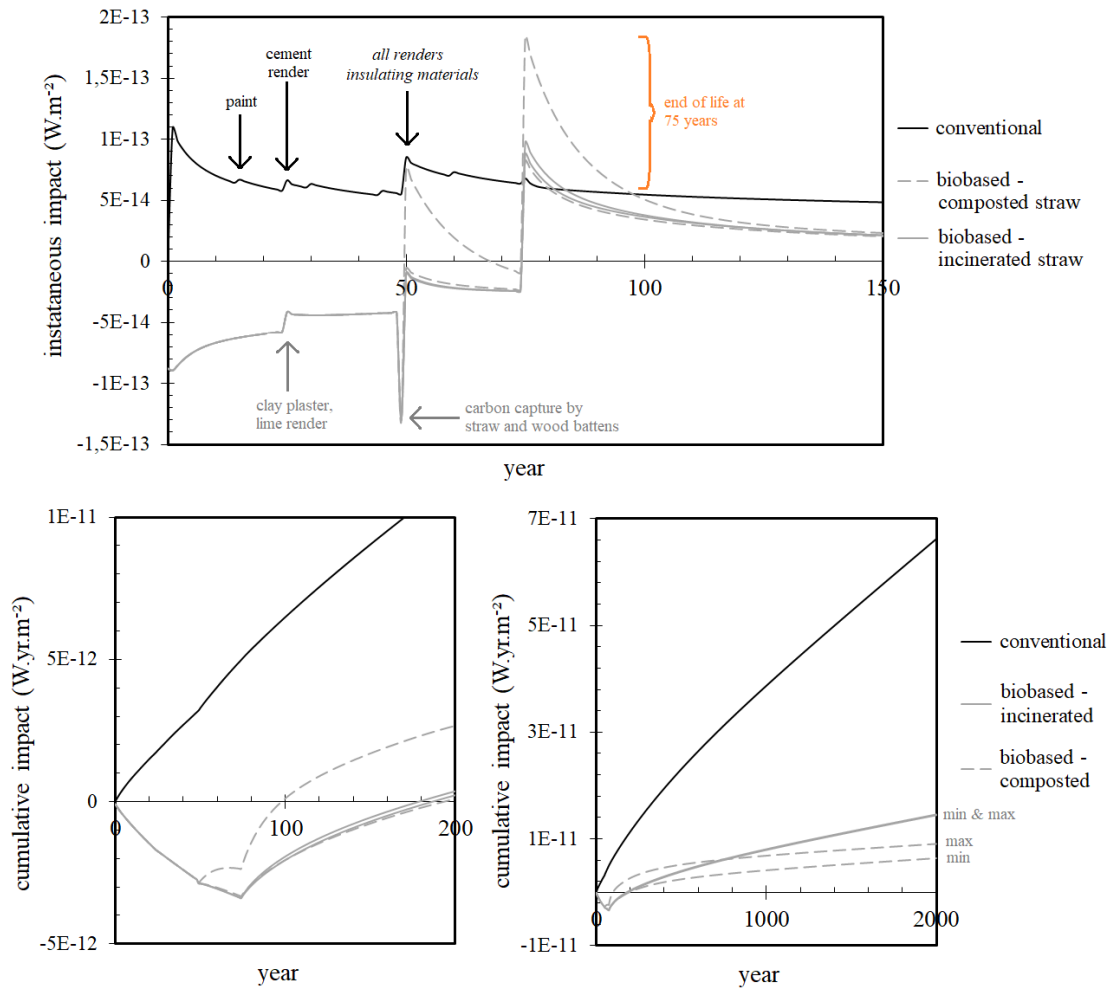 2E-13
1,5E-13
1E-13
5E-14
0
-5E-14
-1E-13
-1,5E-13
instataneous impact (W.m⁻²)
0
50
100
150
year
paint
cement
render
all renders
insulating materials
end of life at
75 years
clay plaster,
lime render
carbon capture by
straw and wood battens
conventional
biobased -
composted straw
biobased -
incinerated straw
1E-11
5E-12
0
-5E-12
cumulative impact (W.yr.m⁻²)
0
100
200
year
7E-11
5E-11
3E-11
1E-11
-1E-11
cumulative impact (W.yr.m⁻²)
0
1000
2000
year
min & max
max
min
conventional
biobased -
incinerated
biobased -
composted